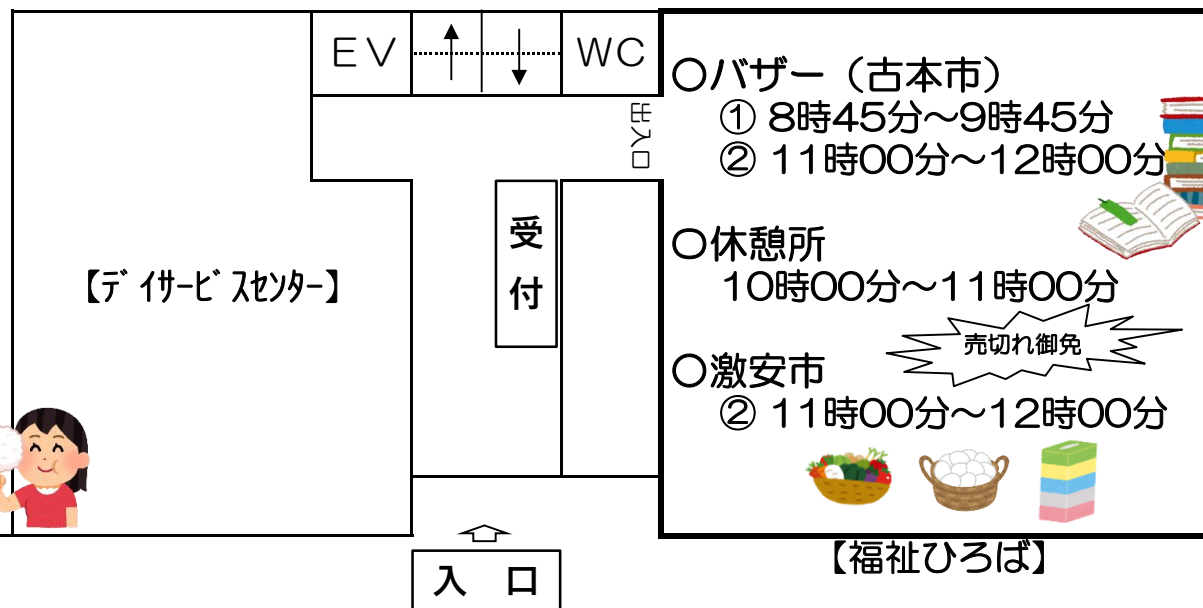 EV
WC
出入口
受付
【デイサービスセンター】
入 口
〇バザー（古本市）
① 8時45分～9時45分
② 11時00分～12時00分
〇休憩所
10時00分～11時00分
売切れ御免
〇激安市
② 11時00分～12時00分
【福祉ひろば】